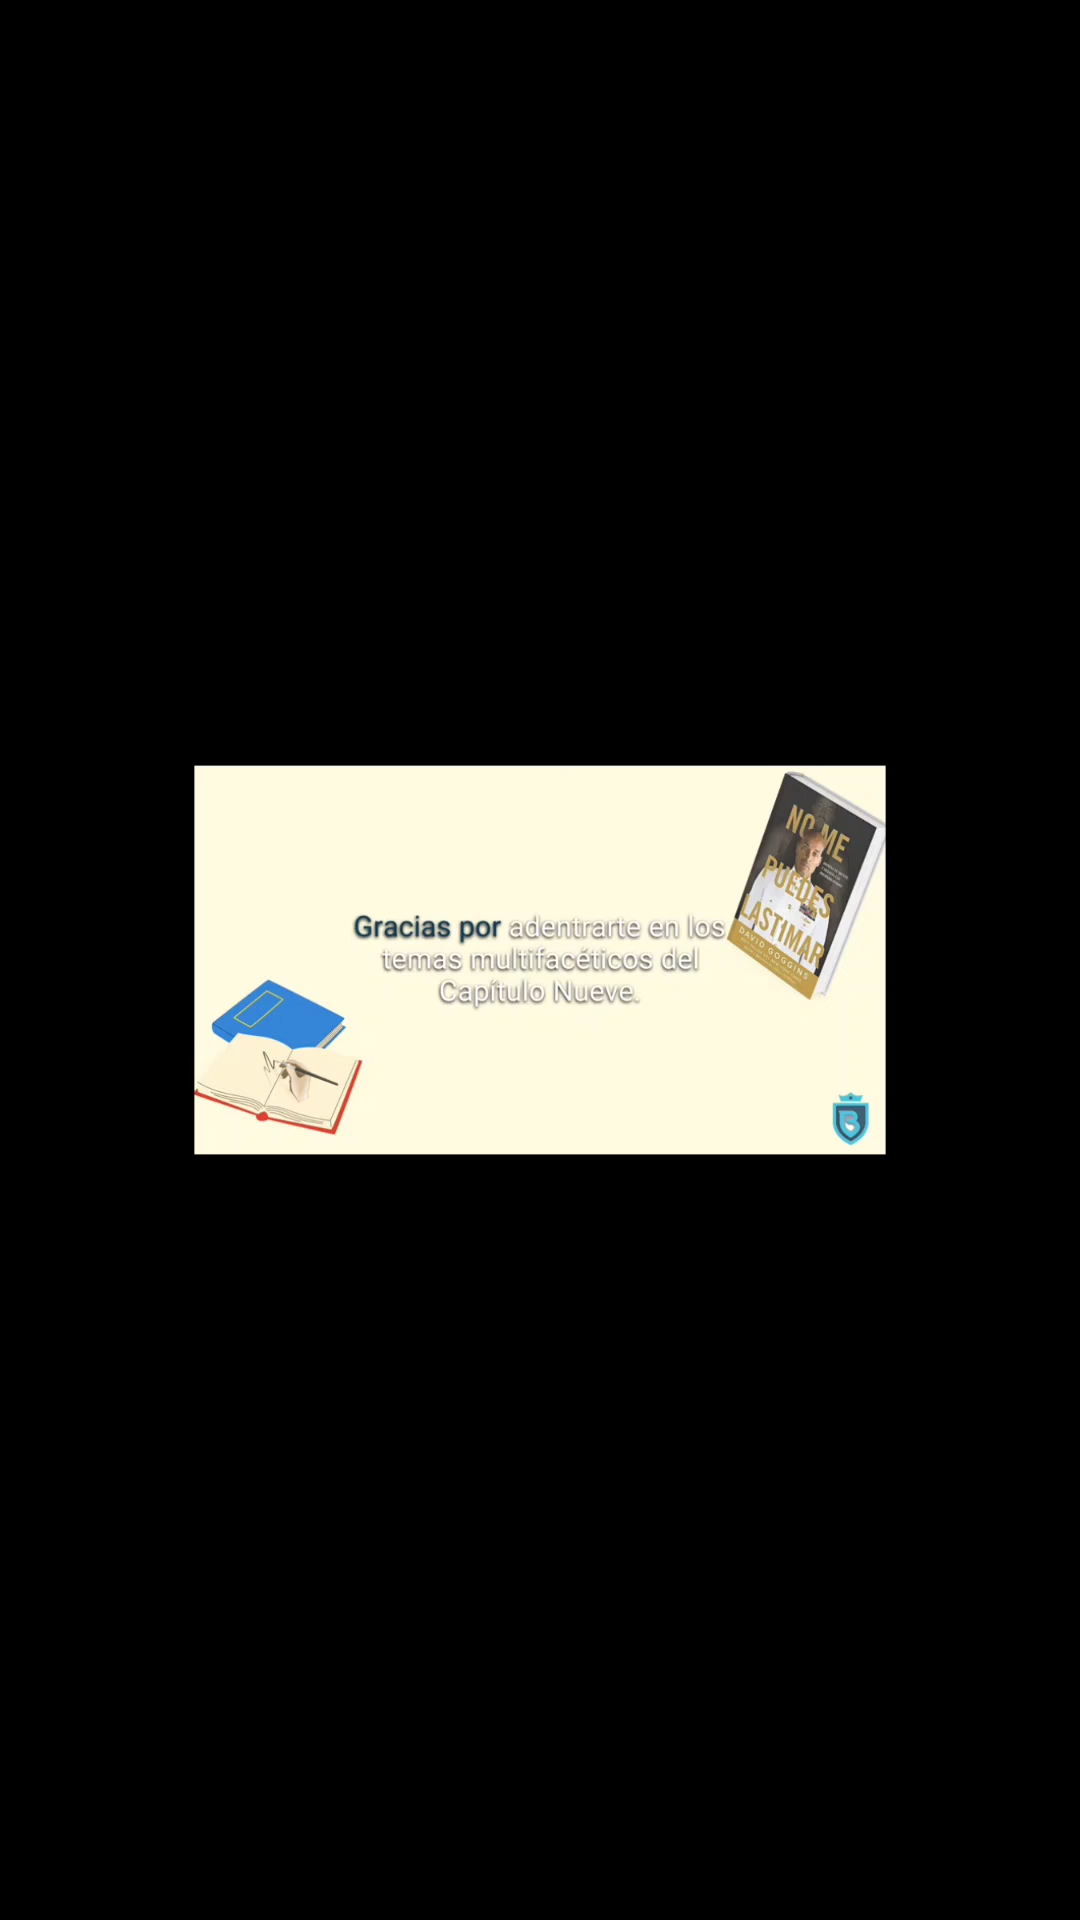 NO ME
PUEDES
LASTIMAR
DAVID GOGGINS
Gracias por adentrarte en los
temas multifacéticos del
Capítulo Nueve.